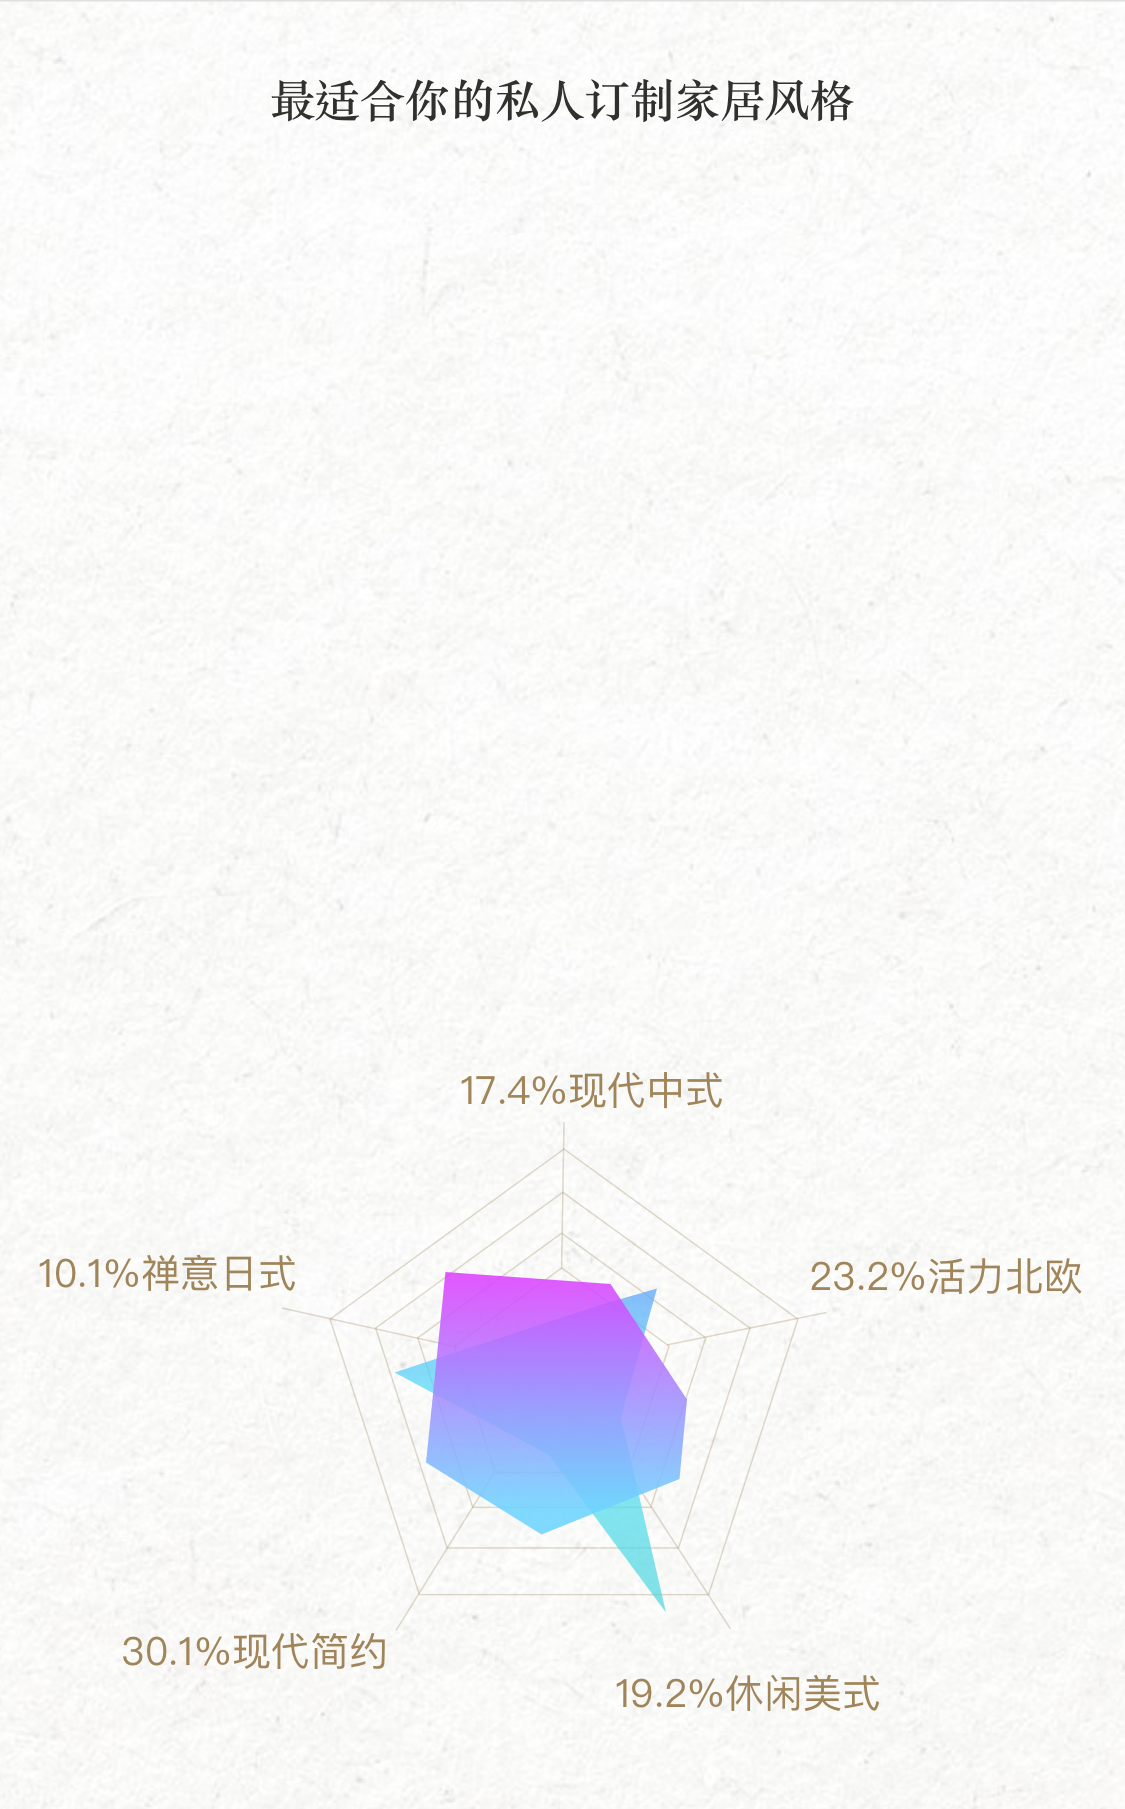 最适合你的私人订制家居风格
17.4%现代中式
10.1%禅意日式
23.2%活力北欧
30.1%现代简约
19.2%休闲美式